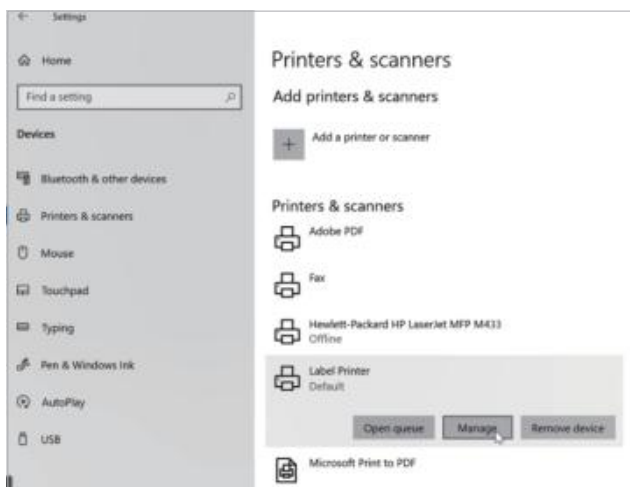 Settings
Home
Find a setting
Devices
Bluetooth & other devices
Printers & scanners
Mouse
Touchpad
Typing
Pen & Windows Ink
AutoPlay
USB
Printers & scanners
Add printers & scanners
Add a printer or scanner
Printers & scanners
Adobe PDF
Fax
Hewlett-Packard HP LaserJet MFP M433
Offline
Label Printer
Default
Open queue Manage Remove device
Microsoft Print to PDF